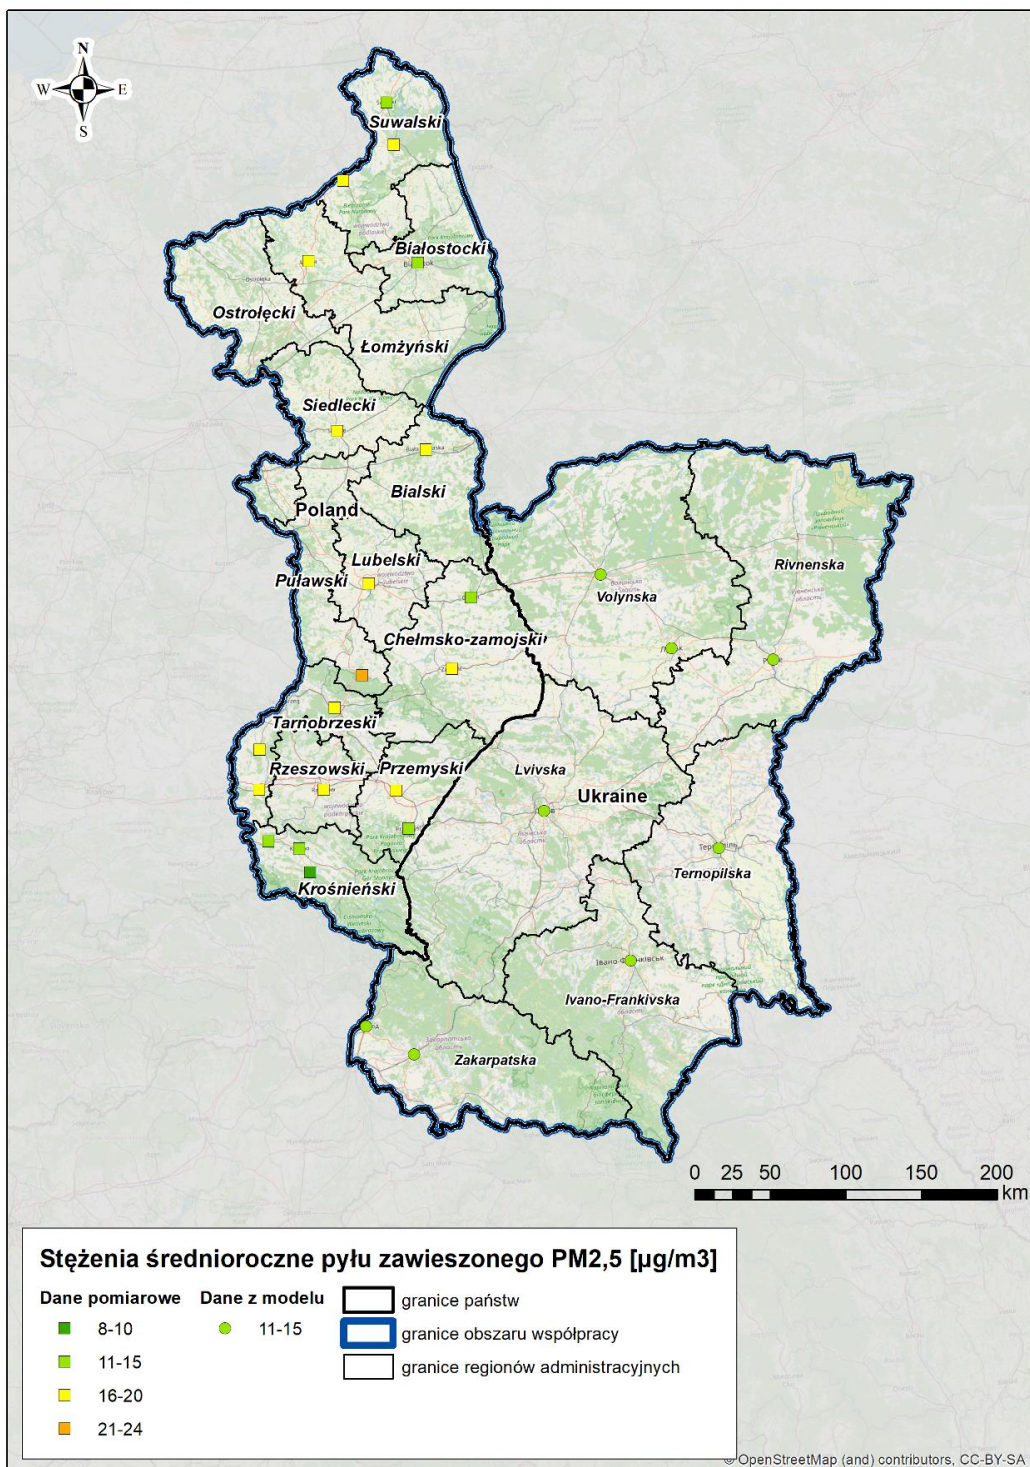 N
W E
S
Suwalski
Białostocki
Ostrołęcki
Łomżyński
Siedlecki
Bialski
Poland
Lubelski
Puławski
Rivnenska
Volynska
Chełmsko-zamojski
Tarnobrzeski
Rzeszowski
Przemyski
Lvivska
Ukraine
Ternopilska
Krośnieński
Ivano-Frankivska
Zakarpatska
0 25 50 100 150 200
km
Stężenia średnioroczne pyłu zawieszonego PM2,5 [µg/m3]
Dane pomiarowe Dane z modelu
8-10
11-15
16-20
21-24
11-15
granice państw
granice obszaru współpracy
granice regionów administracyjnych
© OpenStreetMap (and) contributors, CC-BY-SA